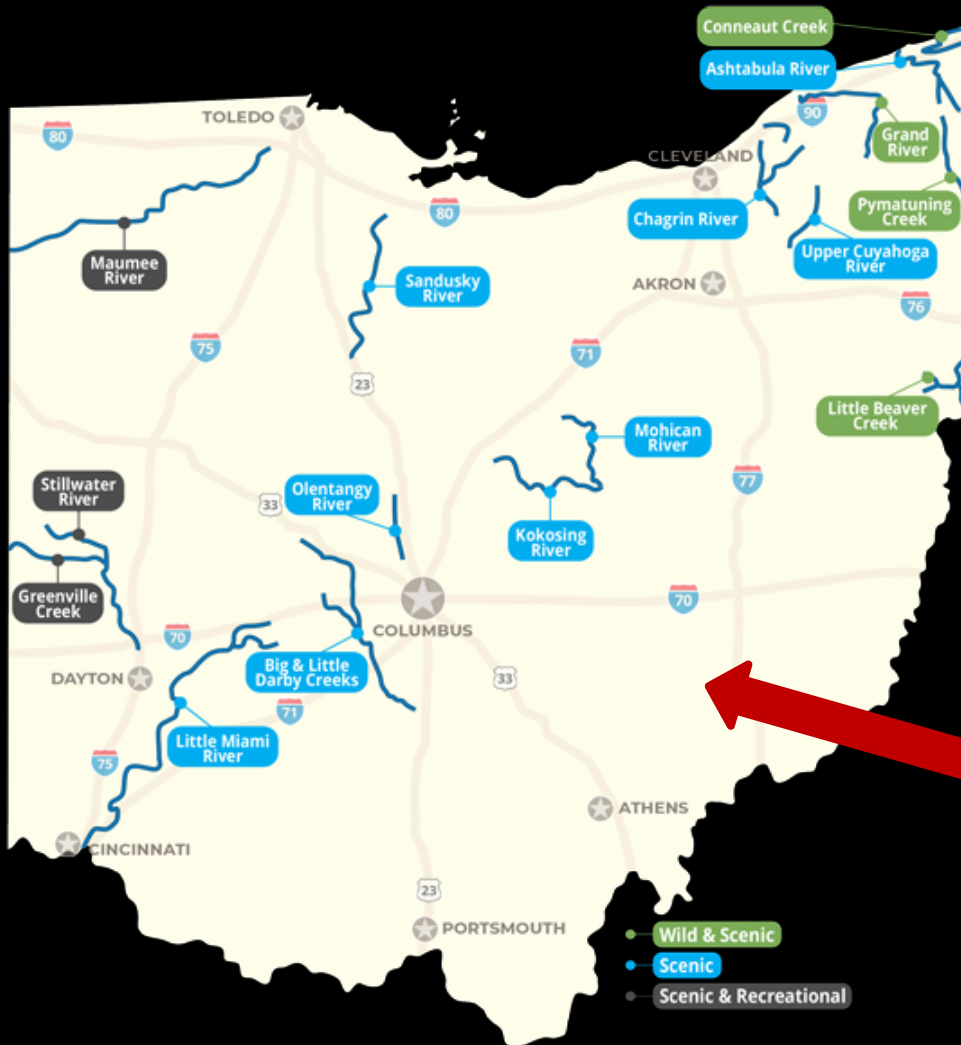 Conneaut Creek
Ashtabula River
TOLEDO
80
90
Grand
River
CLEVELAND
Pymatuning
Creek
80
Chagrin River
Upper Cuyahoga
River
Maumee
River
Sandusky
River
AKRON
76
75
71
23
Little Beaver
Creek
Mohican
River
77
Stillwater
River
Olentangy
River
33
Kokosing
River
Greenville
Creek
70
COLUMBUS
70
Big & Little
Darby Creeks
33
DAYTON
71
Little Miami
River
75
ATHENS
CINCINNATI
23
PORTSMOUTH
Wild & Scenic
Scenic
Scenic & Recreational